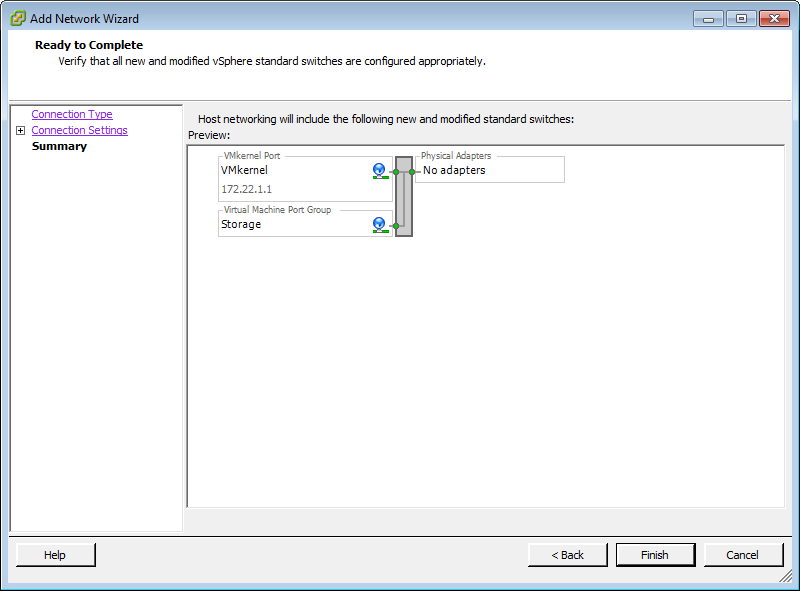 Add Network Wizard
Ready to Complete
Verify that all new and modified vSphere standard switches are configured appropriately.
Connection Type
Connection Settings
Summary
Host networking will include the following new and modified standard switches:
Preview:
VMkernel Port
VMkernel
172.22.1.1
Virtual Machine Port Group
Storage
Physical Adapters
No adapters
Help
< Back
Finish
Cancel